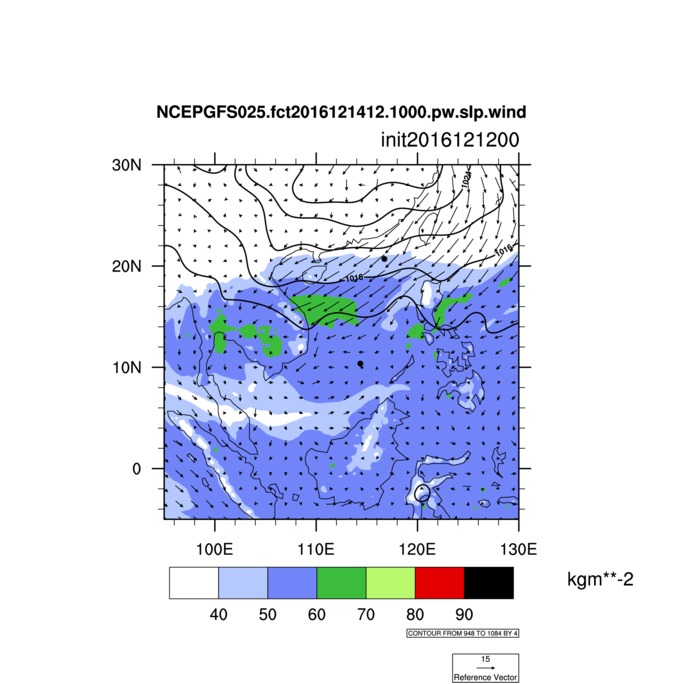 NCEPGFS025.fct2016121412.1000.pw.slp.wind
init2016121200
30N
1024
1016
20N
1016
10N
0
100E 110E 120E 130E
kgm**-2
40 50 60 70 80 90
CONTOUR FROM 948 TO 1084 BY 4
15
Reference Vector